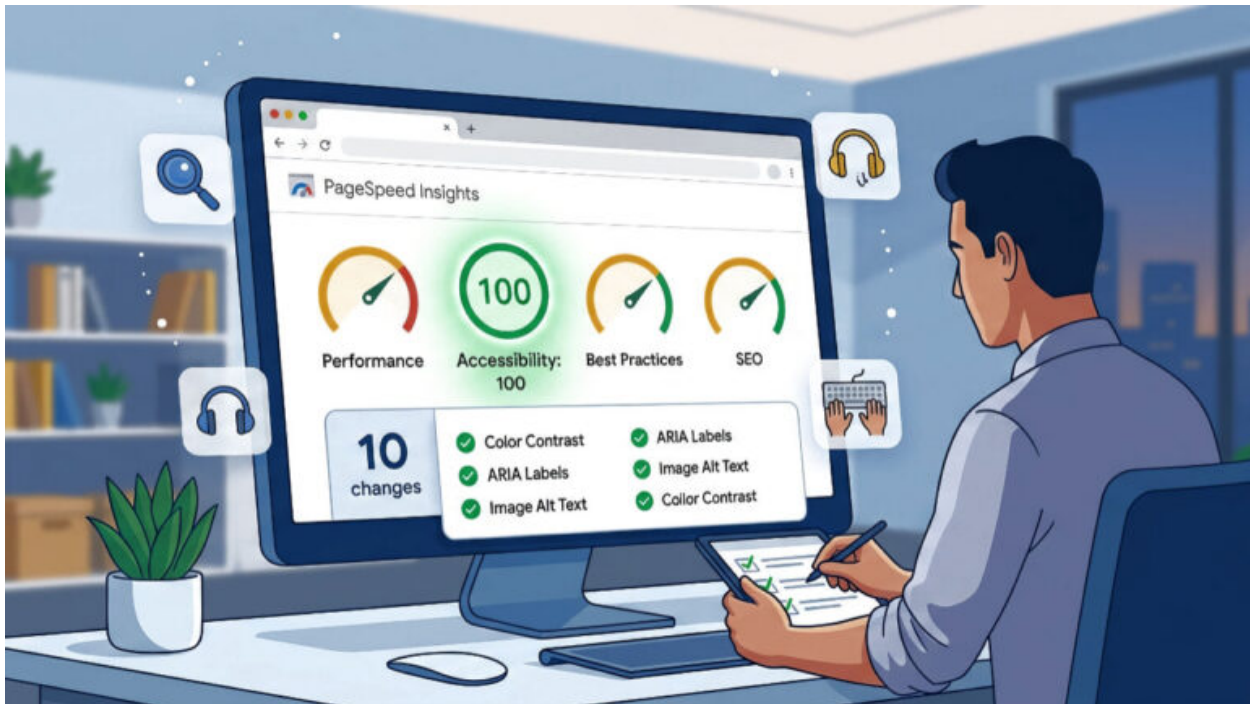 PageSpeed Insights
100
Performance
Accessibility:
100
Best Practices
SEO
10
changes
Color Contrast
ARIA Labels
Image Alt Text
ARIA Labels
Image Alt Text
Coilor Contrast